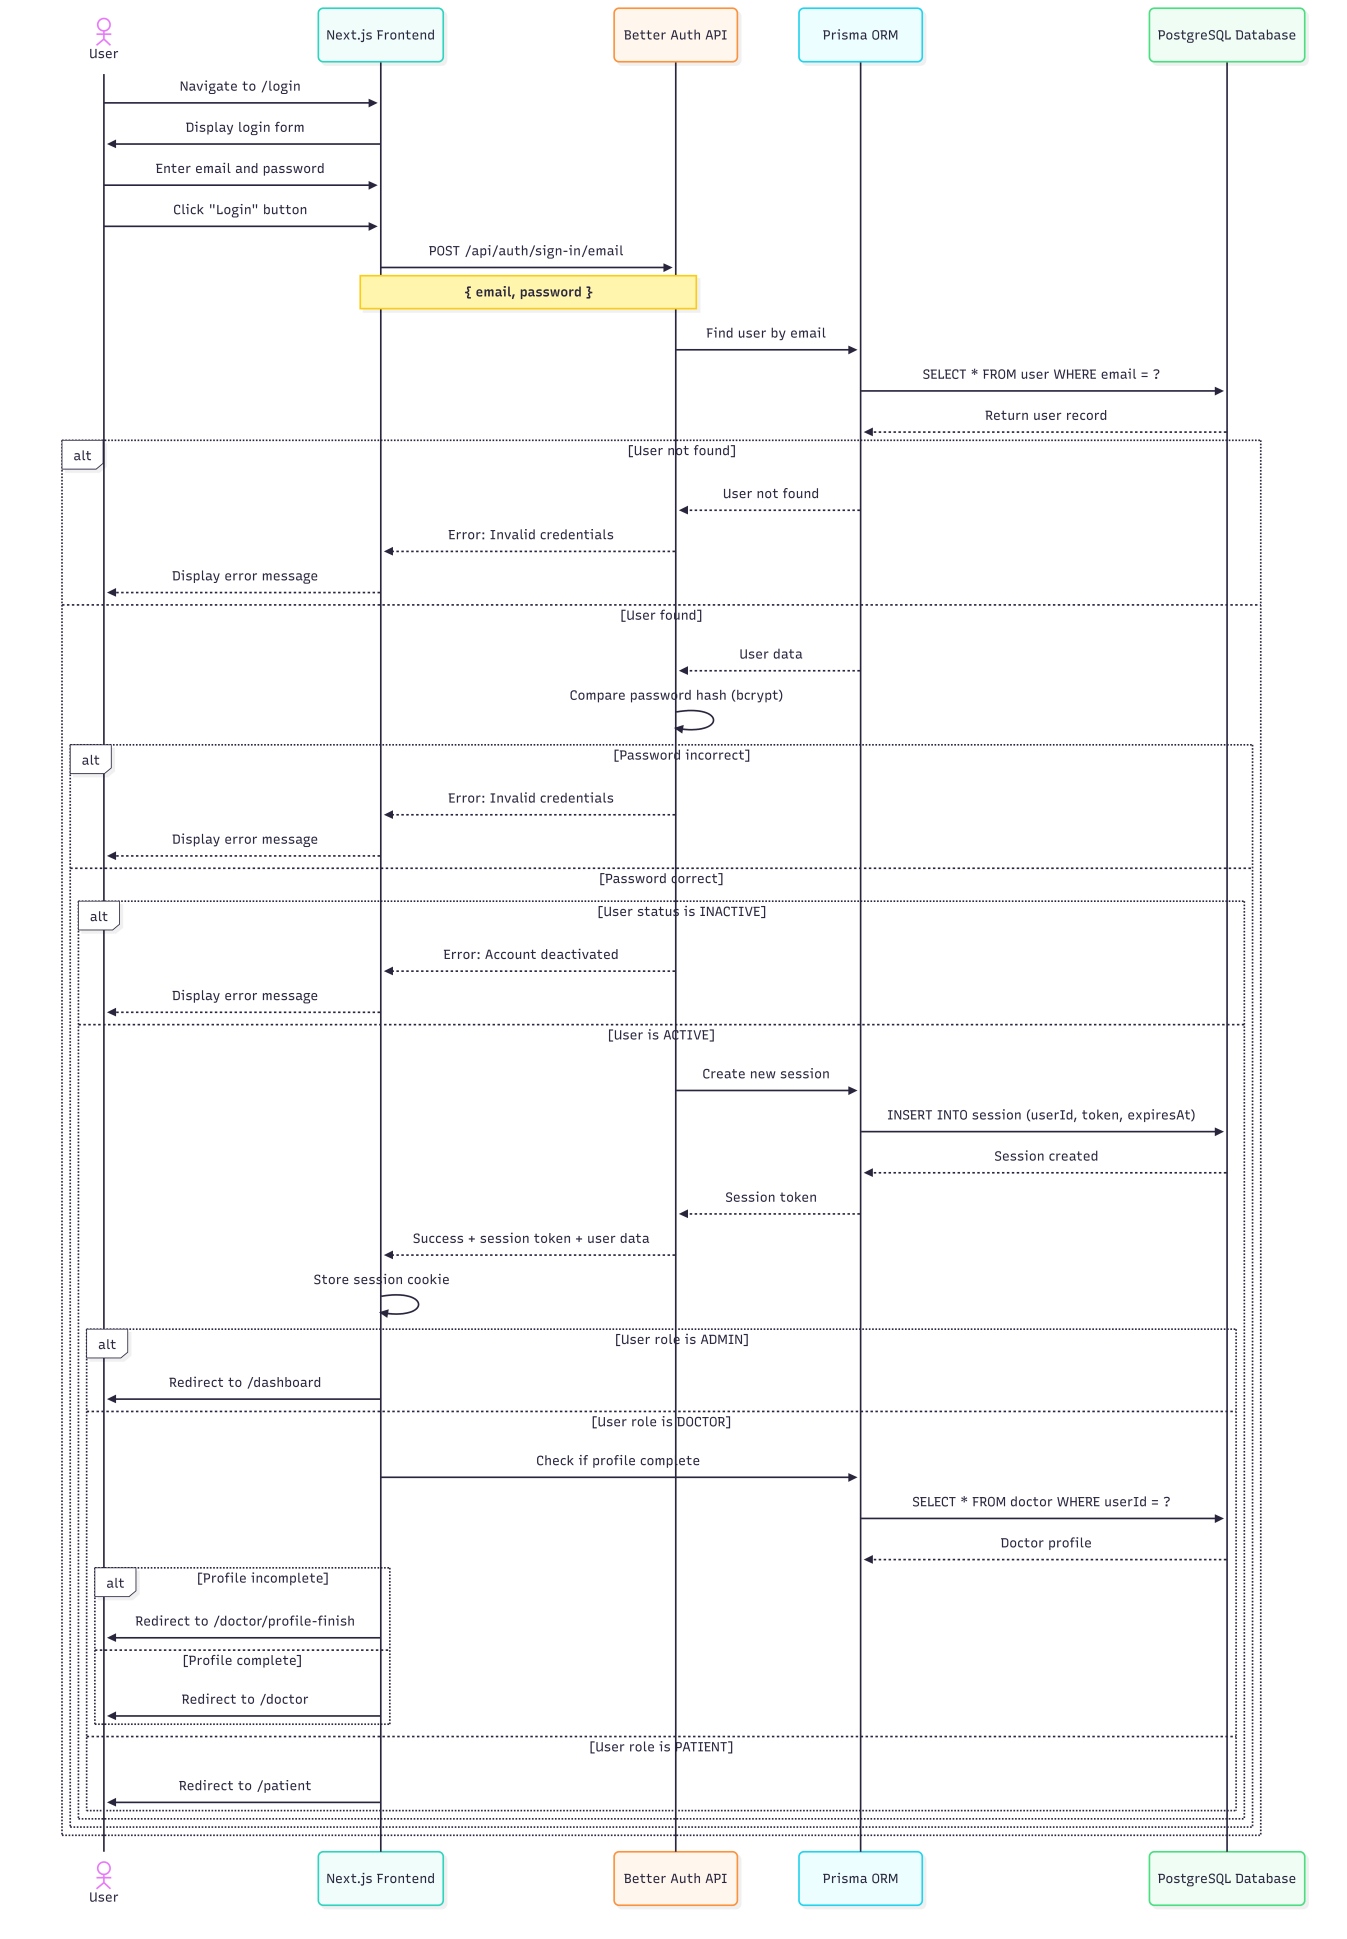 User
Next.js Frontend
Better Auth API
Prisma ORM
PostgreSQL Database
Navigate to /login
Display login form
Enter email and password
Click "Login" button
POST /api/auth/sign-in/email
{ email, password }
Find user by email
SELECT * FROM user WHERE email = ?
Return user record
alt
[User not found]
User not found
Error: Invalid credentials
Display error message
[User found]
User data
Compare password hash (bcrypt)
alt
[Password incorrect]
Error: Invalid credentials
Display error message
[Password correct]
alt
[User status is INACTIVE]
Error: Account deactivated
Display error message
[User is ACTIVE]
Create new session
INSERT INTO session (userId, token, expiresAt)
Session created
Session token
Success + session token + user data
Store session cookie
alt
[User role is ADMIN]
Redirect to /dashboard
[User role is DOCTOR]
Check if profile complete
SELECT * FROM doctor WHERE userId = ?
Doctor profile
alt
[Profile incomplete]
Redirect to /doctor/profile-finish
[Profile complete]
Redirect to /doctor
[User role is PATIENT]
Redirect to /patient
User
Next.js Frontend
Better Auth API
Prisma ORM
PostgreSQL Database